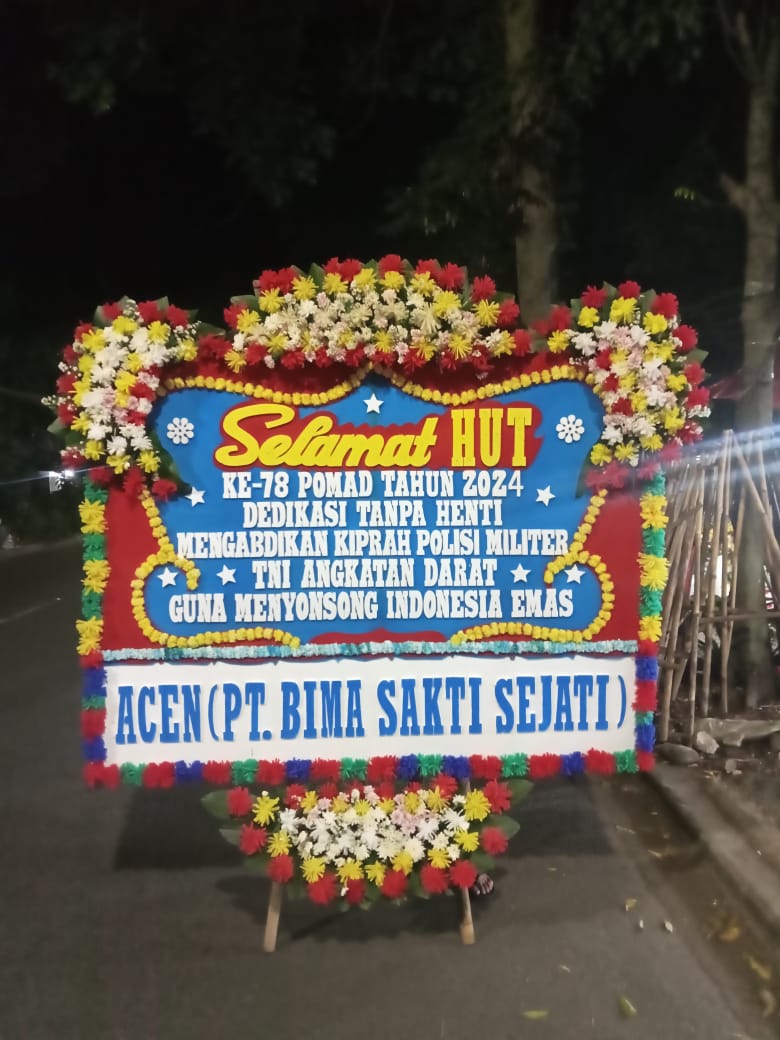 Selamat HUT
KE-78 POMAD TAHUN 2024
DEDIKASI TANPA HENTI
MENGABDIKAN KIPRAH POLISI MILITER
TNI ANGKATAN DARAT
GUNA MENYONSONG INDONESIA EMAS
ACEN (PT. BIMA SAKTI SEJATI)